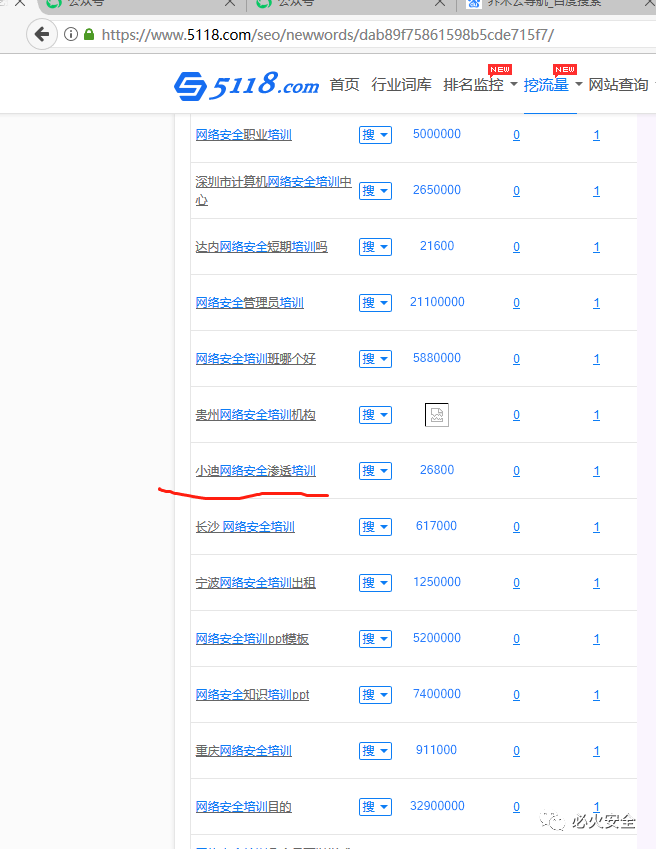 公众号
公众号
乔木云导航_百度搜索
https://www.5118.com/seo/newwords/dab89f75861598b5cde715f7/
5118.com 首页 行业词库 排名监控 NEW 挖流量 NEW 网站查询
网络安全职业培训 搜 5000000 0 1
深圳市计算机网络安全培训中
心 搜 2650000 0 1
达内网络安全短期培训吗 搜 21600 0 1
网络安全管理员培训 搜 21100000 0 1
网络安全培训班哪个好 搜 5880000 0 1
贵州网络安全培训机构 搜 0 1
小迪网络安全渗透培训 搜 26800 0 1
长沙 网络安全培训 搜 617000 0 1
宁波网络安全培训出租 搜 1250000 0 1
网络安全培训ppt模板 搜 5200000 0 1
网络安全知识培训ppt 搜 7400000 0 1
重庆网络安全培训 搜 911000 0 1
网络安全培训目的 搜 32900000 0 1
必火安全